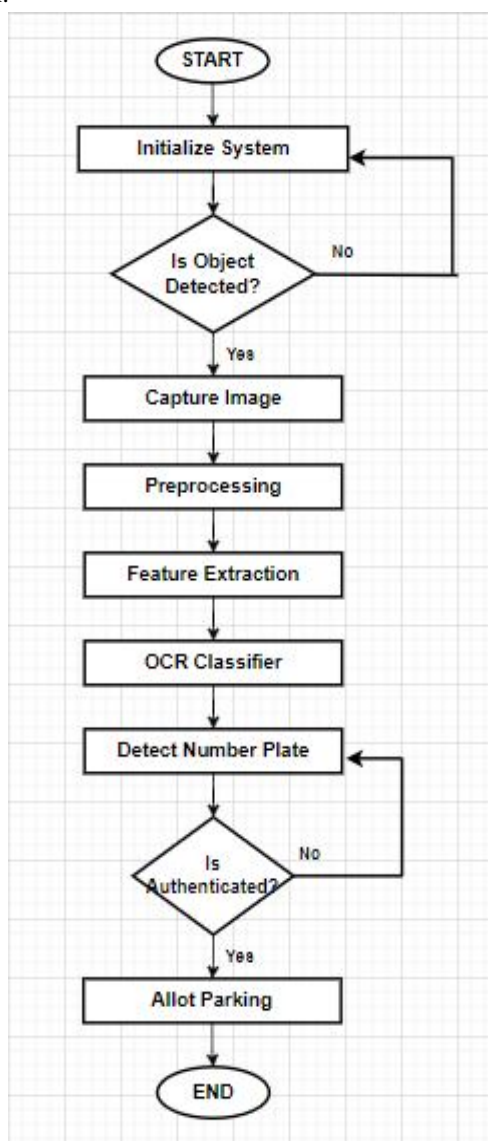 START
Initialize System
Is Object
Detected?
No
Yes
Capture Image
Preprocessing
Feature Extraction
OCR Classifier
Detect Number Plate
Is
Authenticated?
No
Yes
Allot Parking
END